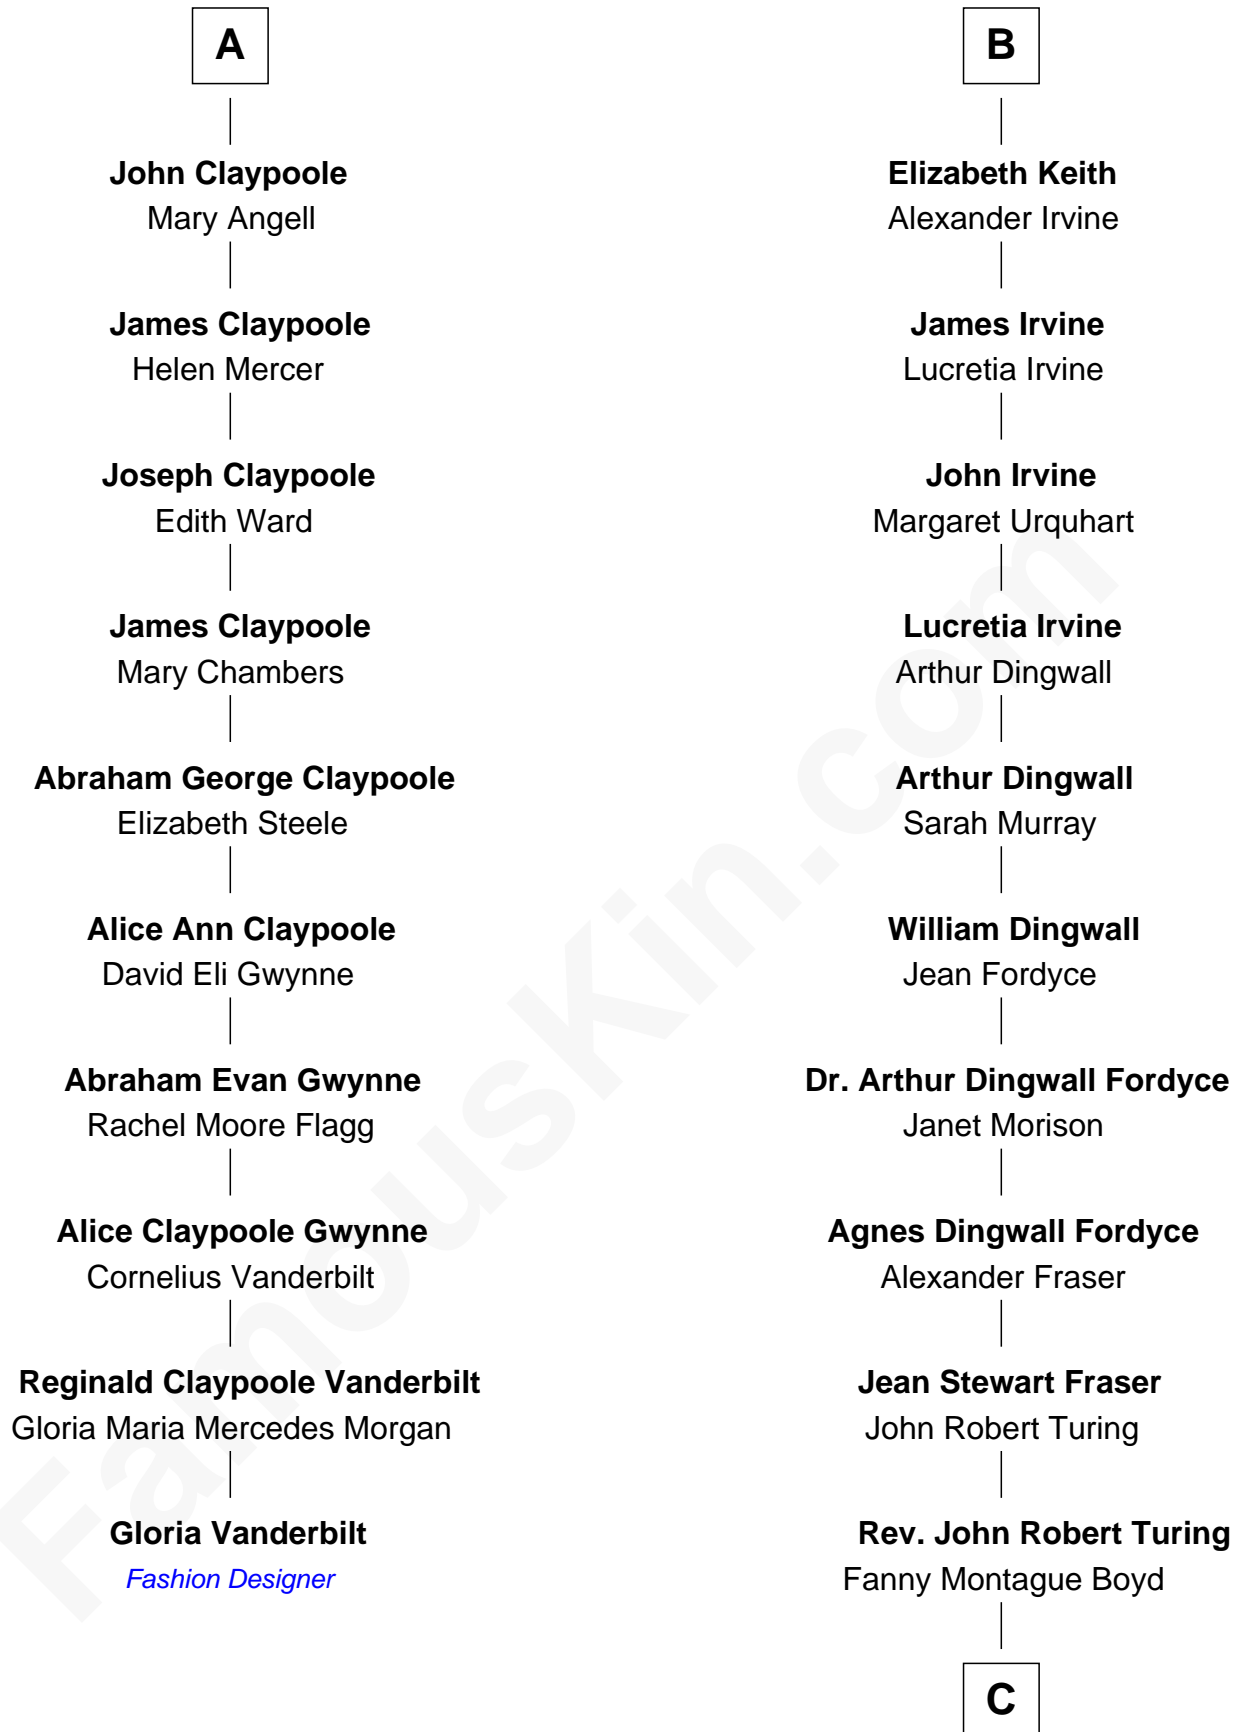 A
John Claypoole
Mary Angell
James Claypoole
Helen Mercer
Joseph Claypoole
Edith Ward
James Claypoole
Mary Chambers
Abraham George Claypoole
Elizabeth Steele
Alice Ann Claypoole
David Eli Gwynne
Abraham Evan Gwynne
Rachel Moore Flagg
Alice Claypoole Gwynne
Cornelius Vanderbilt
Reginald Claypoole Vanderbilt
Gloria Maria Mercedes Morgan
Gloria Vanderbilt
Fashion Designer
B
Elizabeth Keith
Alexander Irvine
James Irvine
Lucretia Irvine
John Irvine
Margaret Urquhart
Lucretia Irvine
Arthur Dingwall
Arthur Dingwall
Sarah Murray
William Dingwall
Jean Fordyce
Dr. Arthur Dingwall Fordyce
Janet Morison
Agnes Dingwall Fordyce
Alexander Fraser
Jean Stewart Fraser
John Robert Turing
Rev. John Robert Turing
Fanny Montague Boyd
C
FamousKin.com